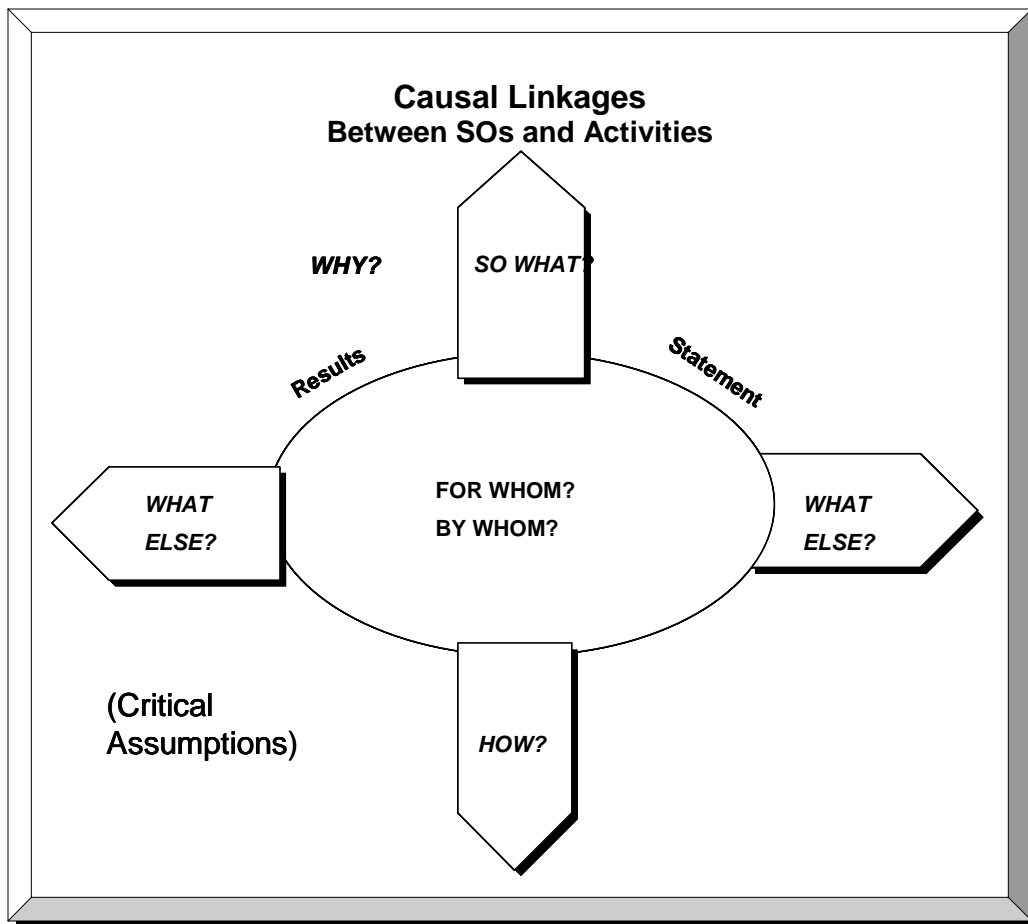 Causal Linkages
Between SOs and Activities
WHY?
SO WHAT?
Results
Statement
WHAT
ELSE?
FOR WHOM?
BY WHOM?
WHAT
ELSE?
(Critical
Assumptions)
HOW?